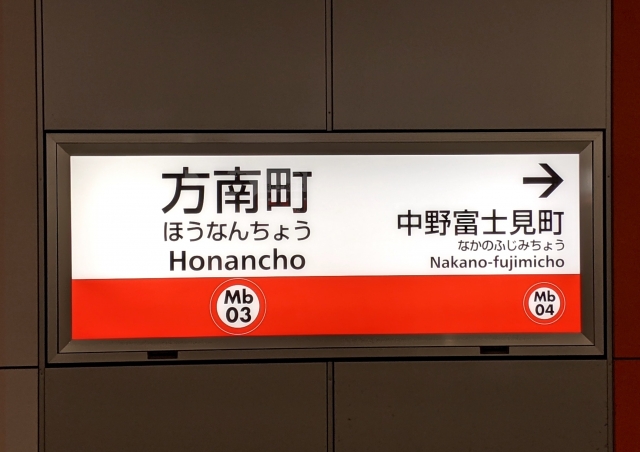 方南町
ほうなんちょう
Honancho
Mb
03
→
中野富士見町
なかのふじみちょう
Nakano-fujimicho
Mb
04